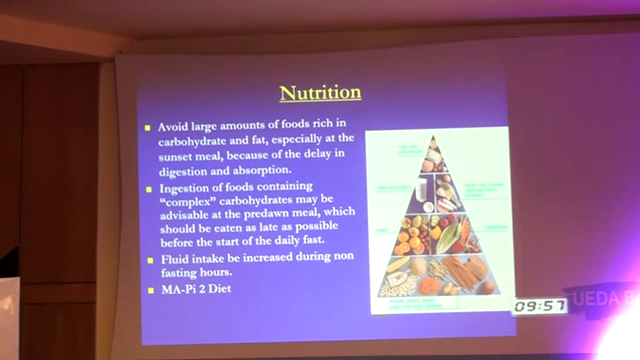 Nutrition
Avoid large amounts of foods rich in
carbohydrate and fat, especially at the
sunset meal, because of the delay in
digestion and absorption.
Ingestion of foods containing
“complex” carbohydrates may be
advisable at the predawn meal, which
should be eaten as late as possible
before the start of the daily fast.
Fluid intake be increased during non
fasting hours.
MA-Pi 2 Diet
09:57
UEDA